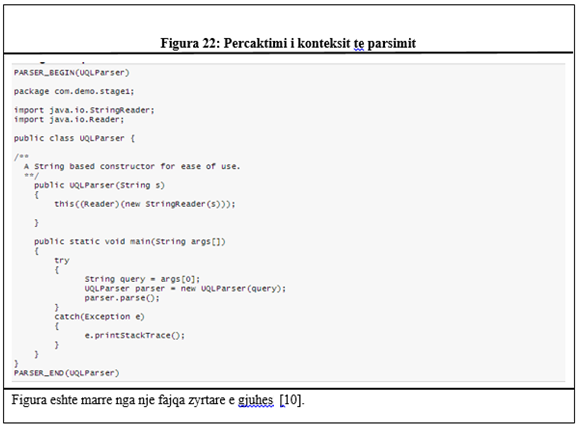 Figura 22: Percaktimi i konteksit te parsimit
PARSER_BEGIN(UQLParser)
package com.demo.stage1;
import java.io.StringReader;
import java.io.Reader;
public class UQLParser {
/**
A String based constructor for ease of use.
**/
public UQLParser(String s)
{
this((Reader)(new StringReader(s)));
}
public static void main(String args[])
{
try
{
String query = args[0];
UQLParser parser = new UQLParser(query);
parser.parse();
}
catch(Exception e)
{
e.printStackTrace();
}
}
}
PARSER_END(UQLParser)
Figura eshte marre nga nje fajqa zyrtare e gjuhes [10].